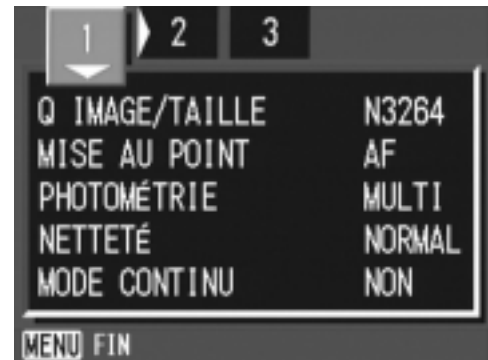 1 2 3
Q IMAGE/TAILLE N3264
MISE AU POINT AF
PHOTOMÉTRIE MULTI
NETTETÉ NORMAL
MODE CONTINU NON
MENU FIN